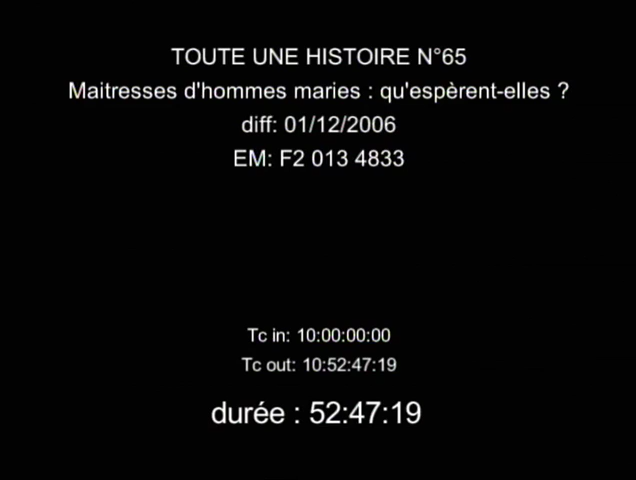 TOUTE UNE HISTOIRE N°65
Maitresses d'hommes maries : qu'espèrent-elles ?
diff: 01/12/2006
EM: F2 013 4833
Tc in: 10:00:00:00
Tc out: 10:52:47:19
durée : 52:47:19